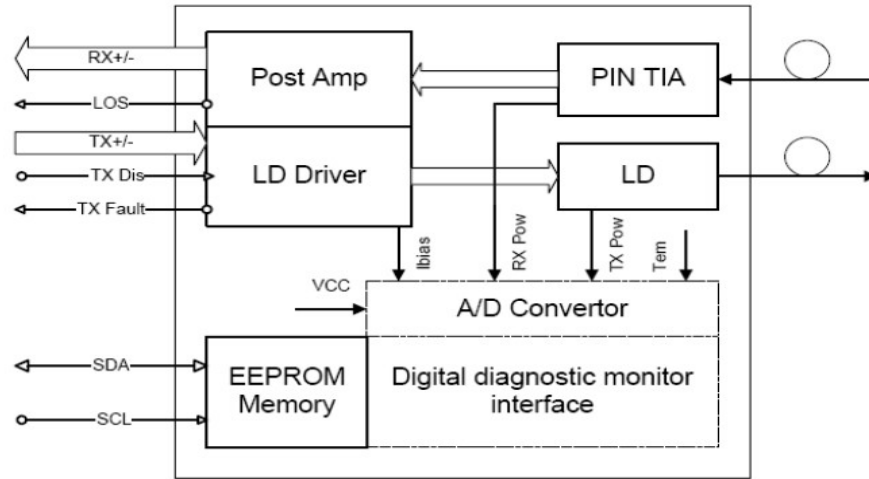 RX+/-
Post Amp
PIN TIA
LOS
TX+/-
LD Driver
LD
TX Dis
TX Fault
Ibias
RX Pow
TX Pow
Tem
VCC
A/D Convertor
SDA
EEPROM
Memory
Digital diagnostic monitor
interface
SCL